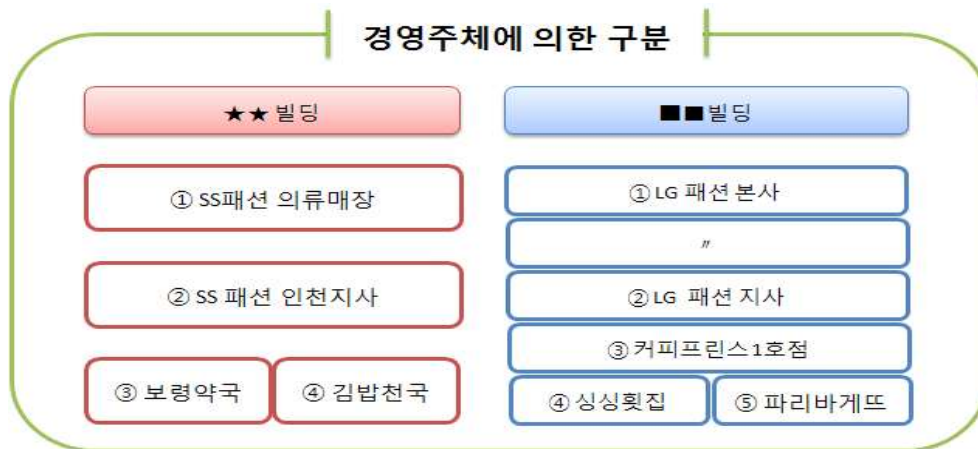 경영주체에 의한 구분
★★ 빌딩
■■빌딩
① SS패션 의류매장
② SS 패션 인천지사
③ 보령약국
④ 김밥천국
① LG 패션 본사
〃
② LG 패션 지사
③ 커피프린스1호점
④ 싱싱횟집
⑤ 파리바게뜨